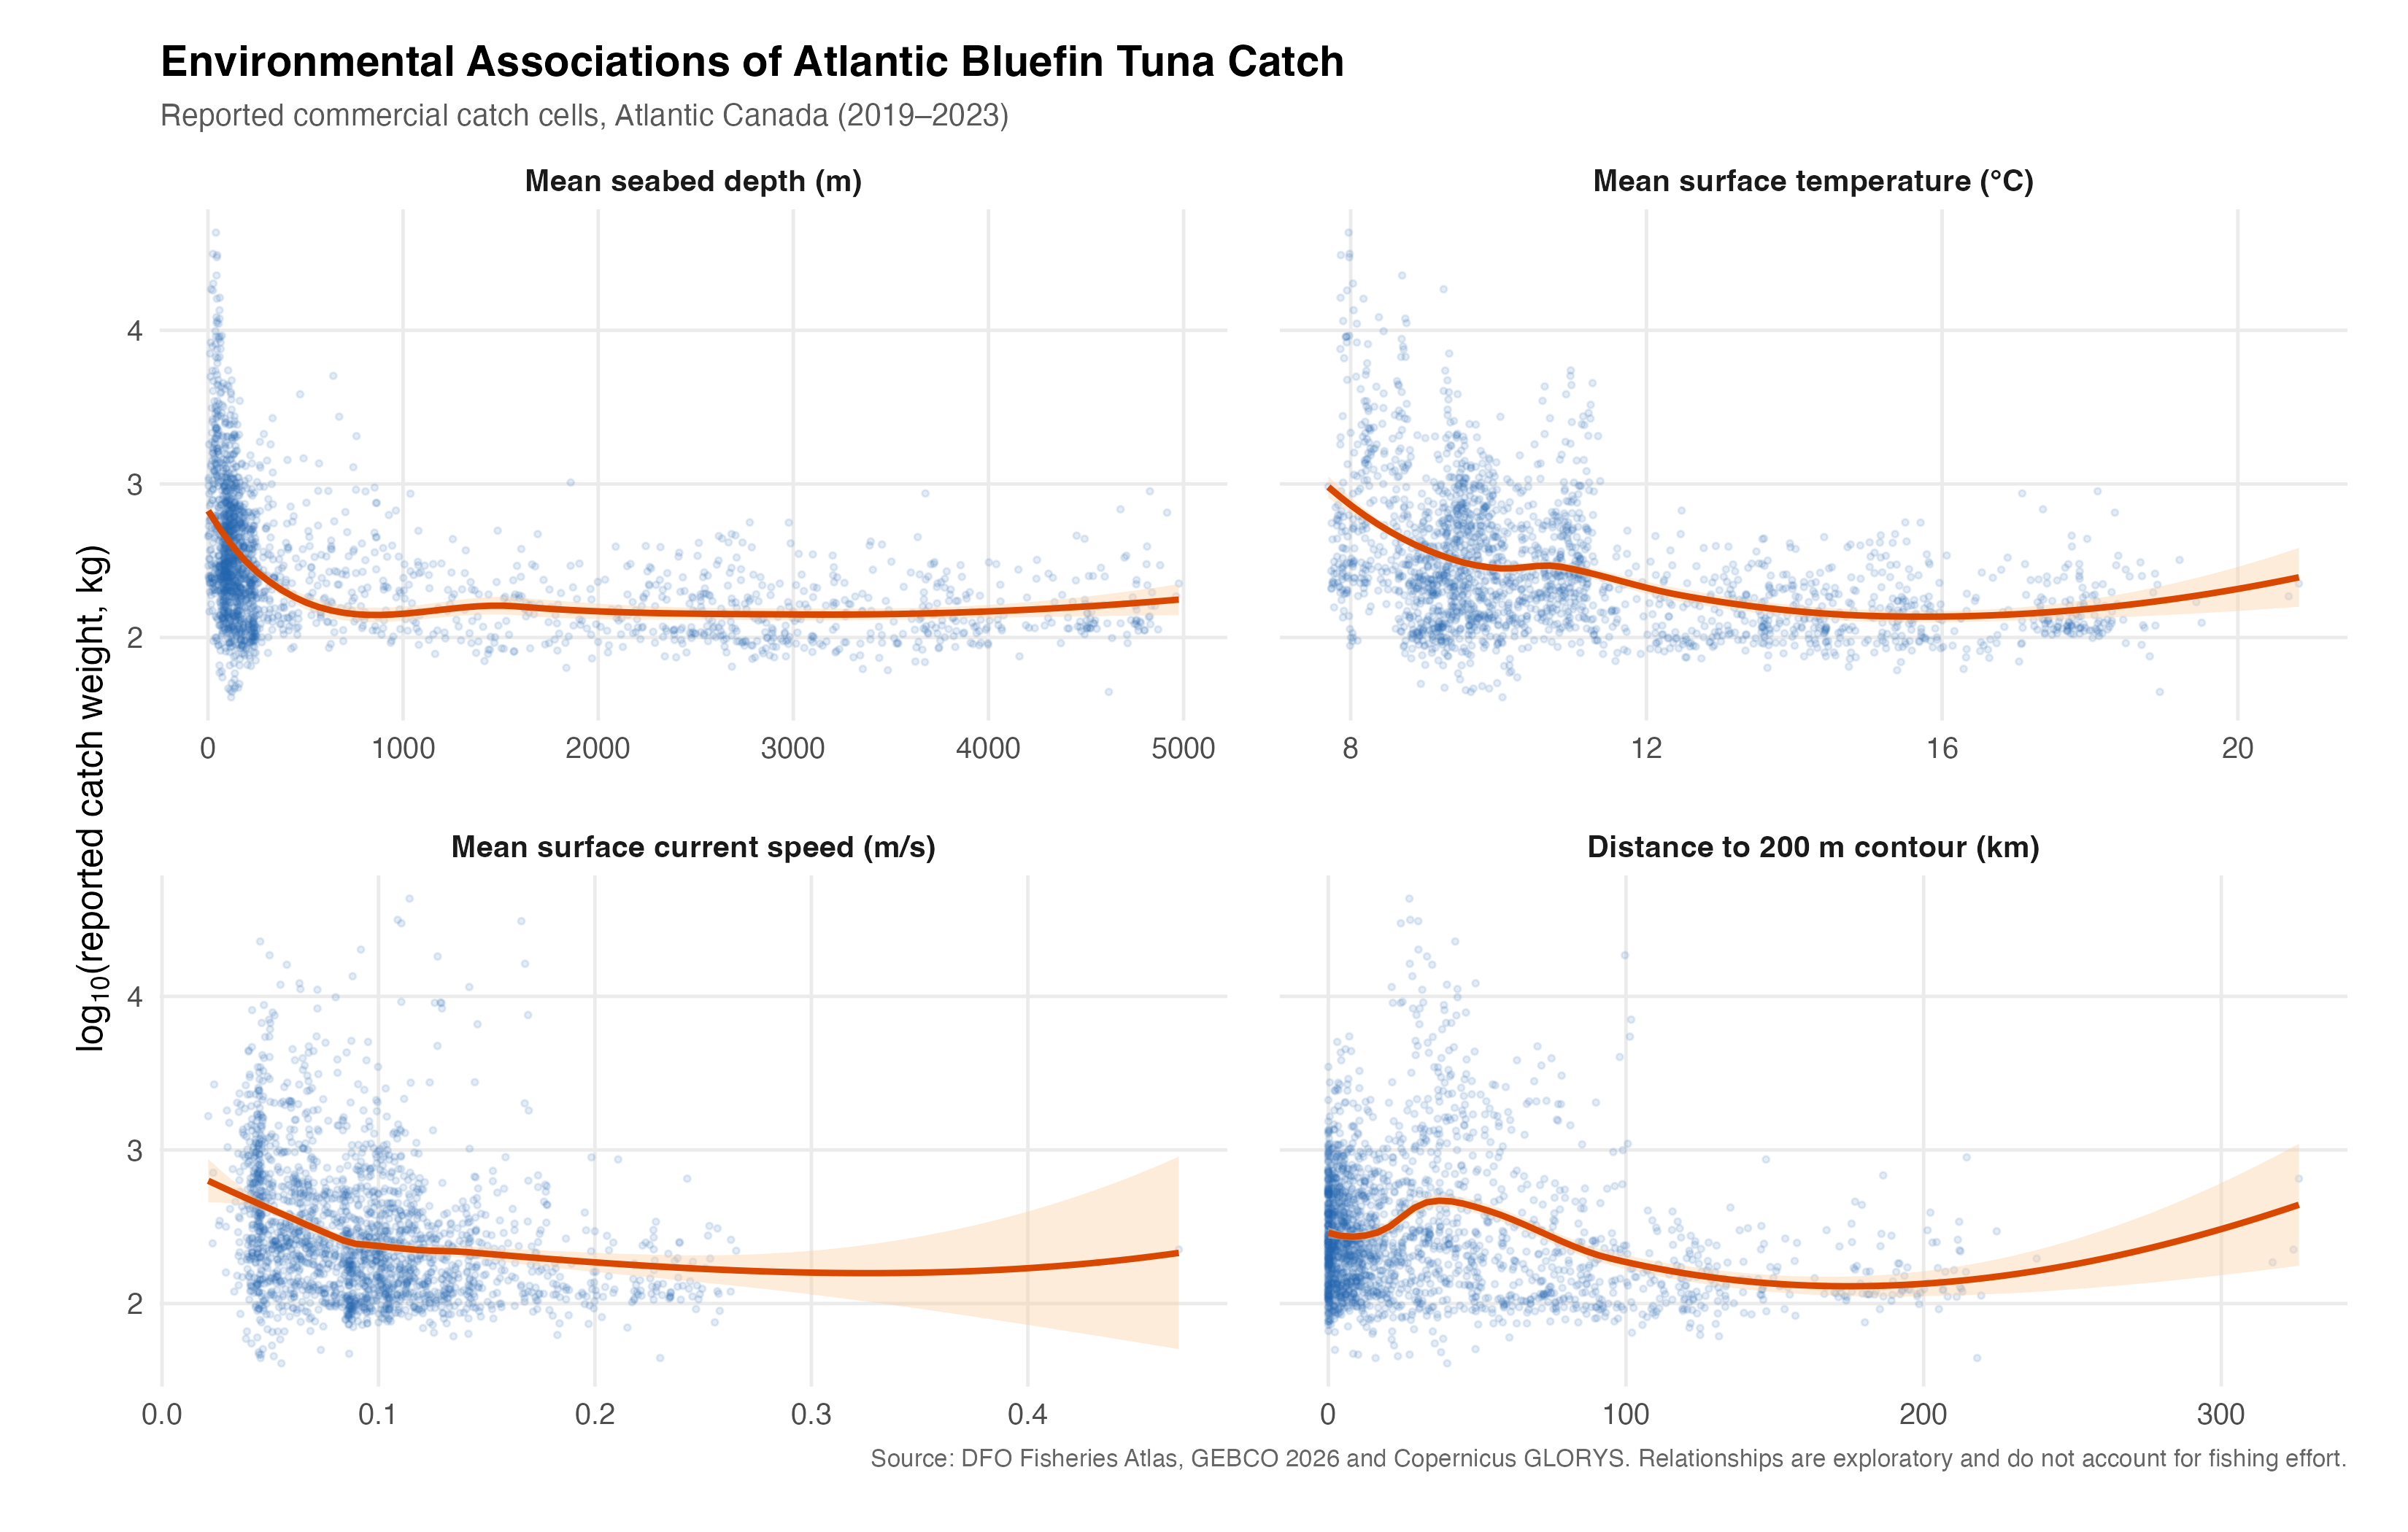 Environmental Associations of Atlantic Bluefin Tuna Catch
Reported commercial catch cells, Atlantic Canada (2019–2023)
Mean seabed depth (m)
Mean surface temperature (°C)
4
3
2
0 1000 2000 3000 4000 5000
8 12 16 20
log₁₀(reported catch weight, kg)
Mean surface current speed (m/s)
Distance to 200 m contour (km)
4
3
2
0.0 0.1 0.2 0.3 0.4
0 100 200 300
Source: DFO Fisheries Atlas, GEBCO 2026 and Copernicus GLORYS. Relationships are exploratory and do not account for fishing effort.